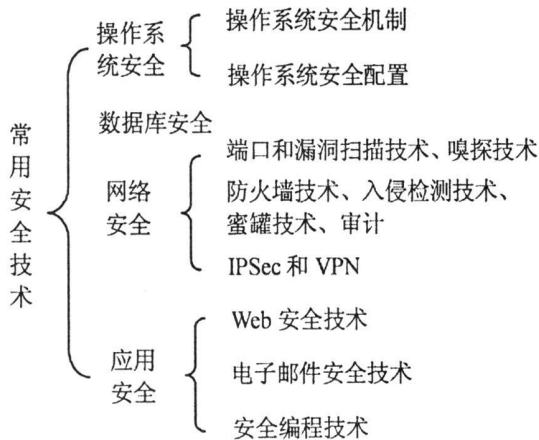 常用安全技术
操作系
统安全
操作系统安全机制
操作系统安全配置
数据库安全
网络
安全
端口和漏洞扫描技术、嗅探技术
防火墙技术、入侵检测技术、
蜜罐技术、审计
IPSec 和 VPN
应用
安全
Web 安全技术
电子邮件安全技术
安全编程技术